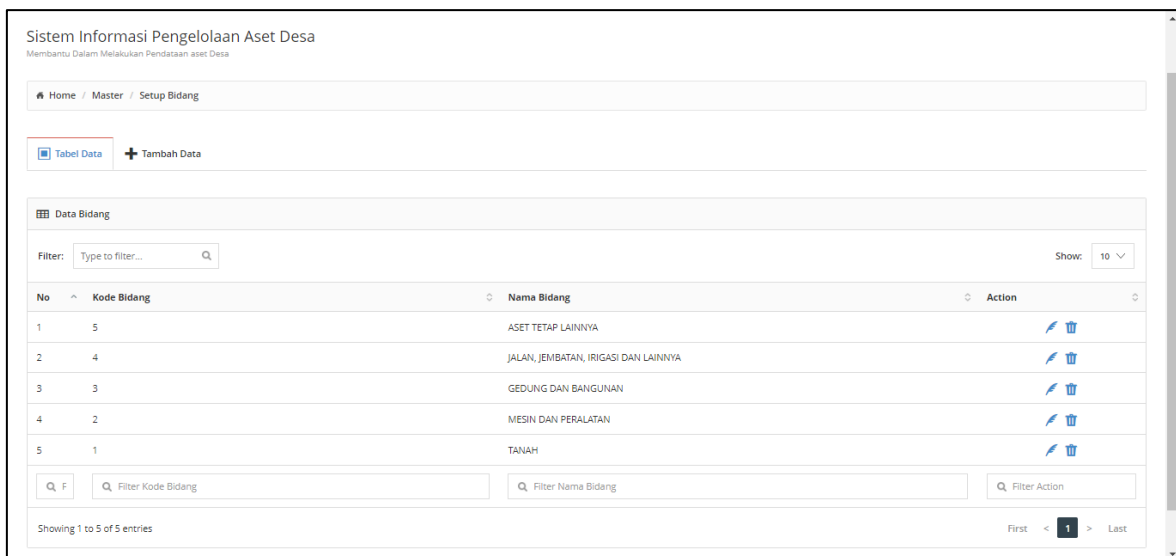 Sistem Informasi Pengelolaan Aset Desa
Membantu Dalam Melakukan Pendataan aset Desa
Home / Master / Setup Bidang
Tabel Data Tambah Data
Data Bidang
Filter: Type to filter... Show: 10
No Kode Bidang Nama Bidang Action
1 5 ASET TETAP LAINNYA
2 4 JALAN, JEMBATAN, IRIGASI DAN LAINNYA
3 3 GEDUNG DAN BANGUNAN
4 2 MESIN DAN PERALATAN
5 1 TANAH
F Filter Kode Bidang Filter Nama Bidang Filter Action
Showing 1 to 5 of 5 entries First < 1 > Last